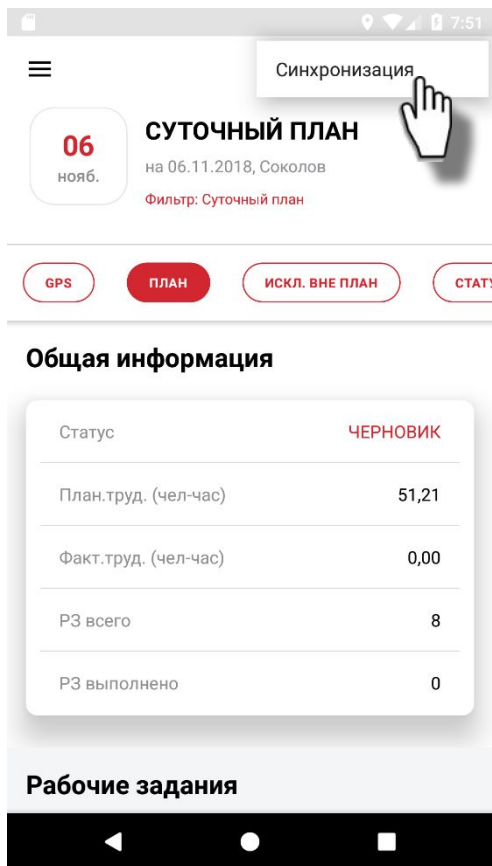 7:51
Синхронизация
06
нояб.
СУТОЧНЫЙ ПЛАН
на 06.11.2018, Соколов
Фильтр: Суточный план
GPS
ПЛАН
ИСКЛ. ВНЕ ПЛАН
СТАТУ
Общая информация
Статус ЧЕРНОВИК
План.труд. (чел-час) 51,21
Факт.труд. (чел-час) 0,00
РЗ всего 8
РЗ выполнено 0
Рабочие задания